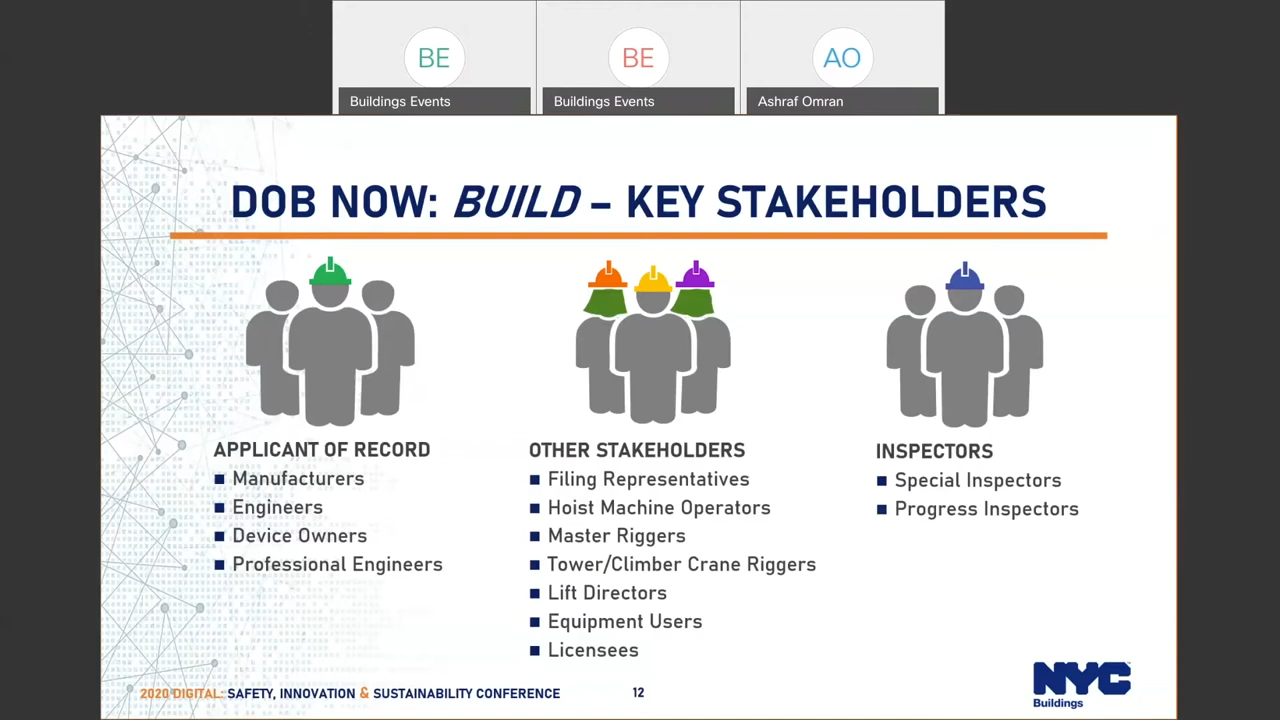 BE
BE
AO
Buildings Events
Buildings Events
Ashraf Omran
DOB NOW: BUILD – KEY STAKEHOLDERS
APPLICANT OF RECORD
■ Manufacturers
■ Engineers
■ Device Owners
■ Professional Engineers
OTHER STAKEHOLDERS
■ Filing Representatives
■ Hoist Machine Operators
■ Master Riggers
■ Tower/Climber Crane Riggers
■ Lift Directors
■ Equipment Users
■ Licensees
INSPECTORS
■ Special Inspectors
■ Progress Inspectors
2020 DIGITAL: SAFETY, INNOVATION & SUSTAINABILITY CONFERENCE
12
NYC
Buildings